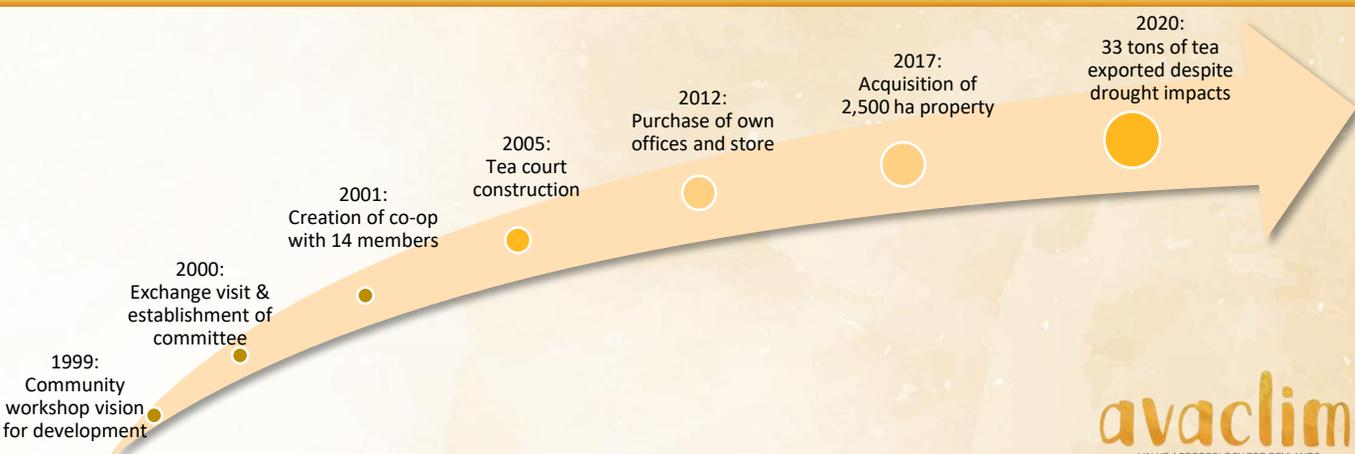 1999:
Community
workshop vision
for development
2000:
Exchange visit &
establishment of
committee
2001:
Creation of co-op
with 14 members
2005:
Tea court
construction
2012:
Purchase of own
offices and store
2017:
Acquisition of
2,500 ha property
2020:
33 tons of tea
exported despite
drought impacts
avaclim